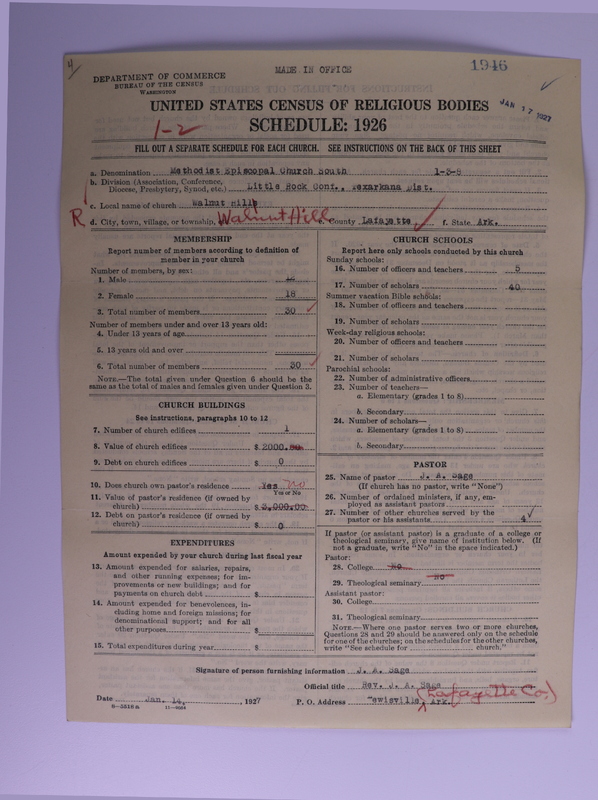 4
MADE IN OFFICE
1946
DEPARTMENT OF COMMERCE
BUREAU OF THE CENSUS
WASHINGTON
JAN 17 1927
UNITED STATES CENSUS OF RELIGIOUS BODIES
1-2
SCHEDULE: 1926
FILL OUT A SEPARATE SCHEDULE FOR EACH CHURCH. SEE INSTRUCTIONS ON THE BACK OF THIS SHEET
a. Denomination Methodist Episcopal Church South 1-8-8
b. Division (Association, Conference, Diocese, Presbytery, Synod, etc.) Little Rock Conf., Texarkana Dist.
c. Local name of church Walnut Hill
R
d. City, town, village, or township, Walnut Hill e. County Lafayette f. State Ark.
MEMBERSHIP
Report number of members according to definition of
member in your church
Number of members, by sex:
1. Male 12
2. Female 18
3. Total number of members 30
Number of members under and over 13 years old:
4. Under 13 years of age
5. 13 years old and over
6. Total number of members 30
NOTE.—The total given under Question 6 should be the
same as the total of males and females given under Question 3.
CHURCH BUILDINGS
See instructions, paragraphs 10 to 12
7. Number of church edifices 1
8. Value of church edifices $ 2000.00
9. Debt on church edifices $ 0
10. Does church own pastor's residence Yes no
Yes or No
11. Value of pastor's residence (if owned by
church) $ 3,000.00
12. Debt on pastor's residence (if owned by
church) $ 0
EXPENDITURES
Amount expended by your church during last fiscal year
13. Amount expended for salaries, repairs,
and other running expenses; for im-
provements or new buildings; and for
payments on church debt $
14. Amount expended for benevolences, in-
cluding home and foreign missions; for
denominational support; and for all
other purposes $
15. Total expenditures during year $
CHURCH SCHOOLS
Report here only schools conducted by this church
Sunday schools:
16. Number of officers and teachers 5
17. Number of scholars 40
Summer vacation Bible schools:
18. Number of officers and teachers
19. Number of scholars
Week-day religious schools:
20. Number of officers and teachers
21. Number of scholars
Parochial schools:
22. Number of administrative officers
23. Number of teachers—
a. Elementary (grades 1 to 8)
b. Secondary
24. Number of scholars—
a. Elementary (grades 1 to 8)
b. Secondary
PASTOR
25. Name of pastor J. A. Sage
(If church has no pastor, write "None")
26. Number of ordained ministers, if any, em-
ployed as assistant pastors
27. Number of other churches served by the
pastor or his assistants 4
If pastor (or assistant pastor) is a graduate of a college or
theological seminary, give name of institution below. (If
not a graduate, write "No" in the space indicated.)
Pastor:
28. College No
29. Theological seminary No
Assistant pastor:
30. College
31. Theological seminary
NOTE.—Where one pastor serves two or more churches,
Questions 28 and 29 should be answered only on the schedule
for one of the churches; on the schedules for the other churches,
write "See schedule for church."
Signature of person furnishing information J. A. Sage
Official title Rev. J. A. Sage
(Lafayette Co.)
Date Jan. 14, 1927 P. O. Address Lewisville, Ark.
8-5518a 11-9064